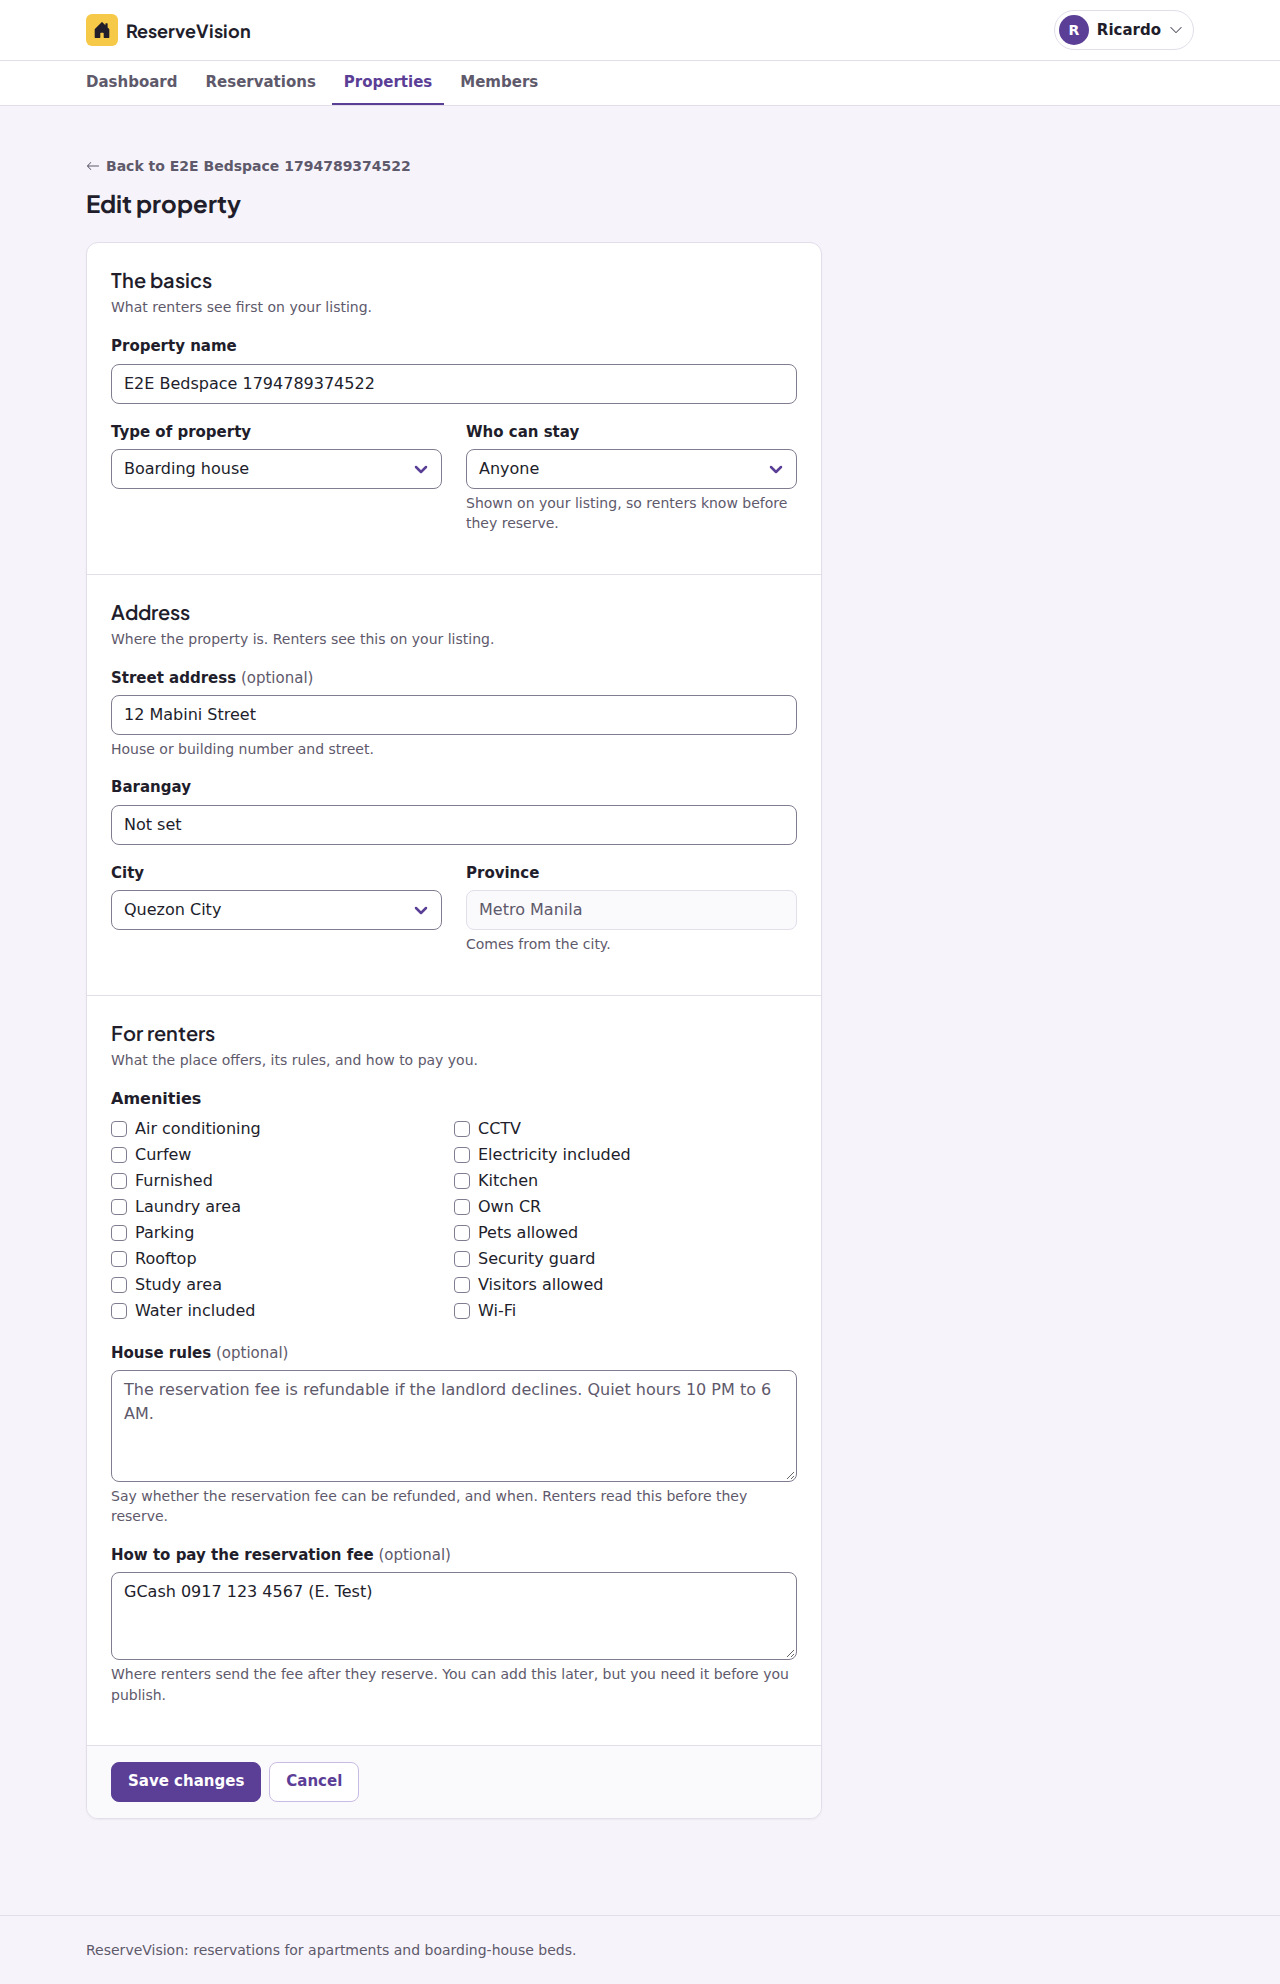 ReserveVision
R Ricardo
Dashboard Reservations Properties Members
← Back to E2E Bedspace 1794789374522
Edit property
The basics
What renters see first on your listing.
Property name
E2E Bedspace 1794789374522
Type of property Who can stay
Boarding house Anyone
Shown on your listing, so renters know before
they reserve.
Address
Where the property is. Renters see this on your listing.
Street address (optional)
12 Mabini Street
House or building number and street.
Barangay
Not set
City Province
Quezon City Metro Manila
Comes from the city.
For renters
What the place offers, its rules, and how to pay you.
Amenities
Air conditioning CCTV
Curfew Electricity included
Furnished Kitchen
Laundry area Own CR
Parking Pets allowed
Rooftop Security guard
Study area Visitors allowed
Water included Wi-Fi
House rules (optional)
The reservation fee is refundable if the landlord declines. Quiet hours 10 PM to 6
AM.
Say whether the reservation fee can be refunded, and when. Renters read this before they
reserve.
How to pay the reservation fee (optional)
GCash 0917 123 4567 (E. Test)
Where renters send the fee after they reserve. You can add this later, but you need it before you
publish.
Save changes Cancel
ReserveVision: reservations for apartments and boarding-house beds.